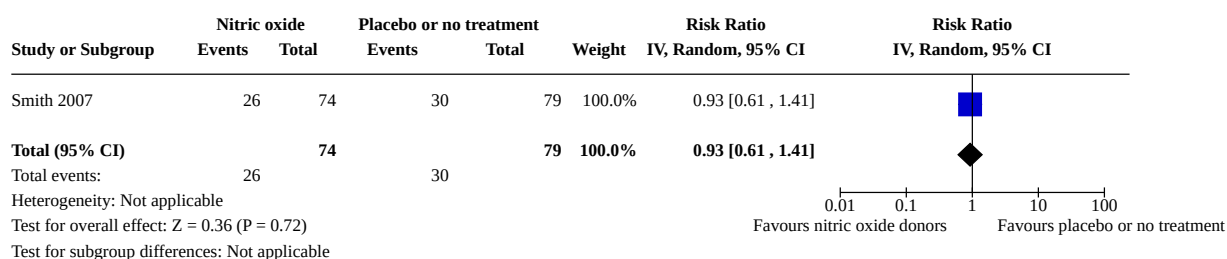 Nitric oxide Placebo or no treatment Risk Ratio Risk Ratio
Study or Subgroup Events Total Events Total Weight IV, Random, 95% CI IV, Random, 95% CI
Smith 2007 26 74 30 79 100.0% 0.93 [0.61 , 1.41]
Total (95% CI) 74 79 100.0% 0.93 [0.61 , 1.41]
Total events: 26 30
Heterogeneity: Not applicable 0.01 0.1 1 10 100
Test for overall effect: Z = 0.36 (P = 0.72) Favours nitric oxide donors Favours placebo or no treatment
Test for subgroup differences: Not applicable